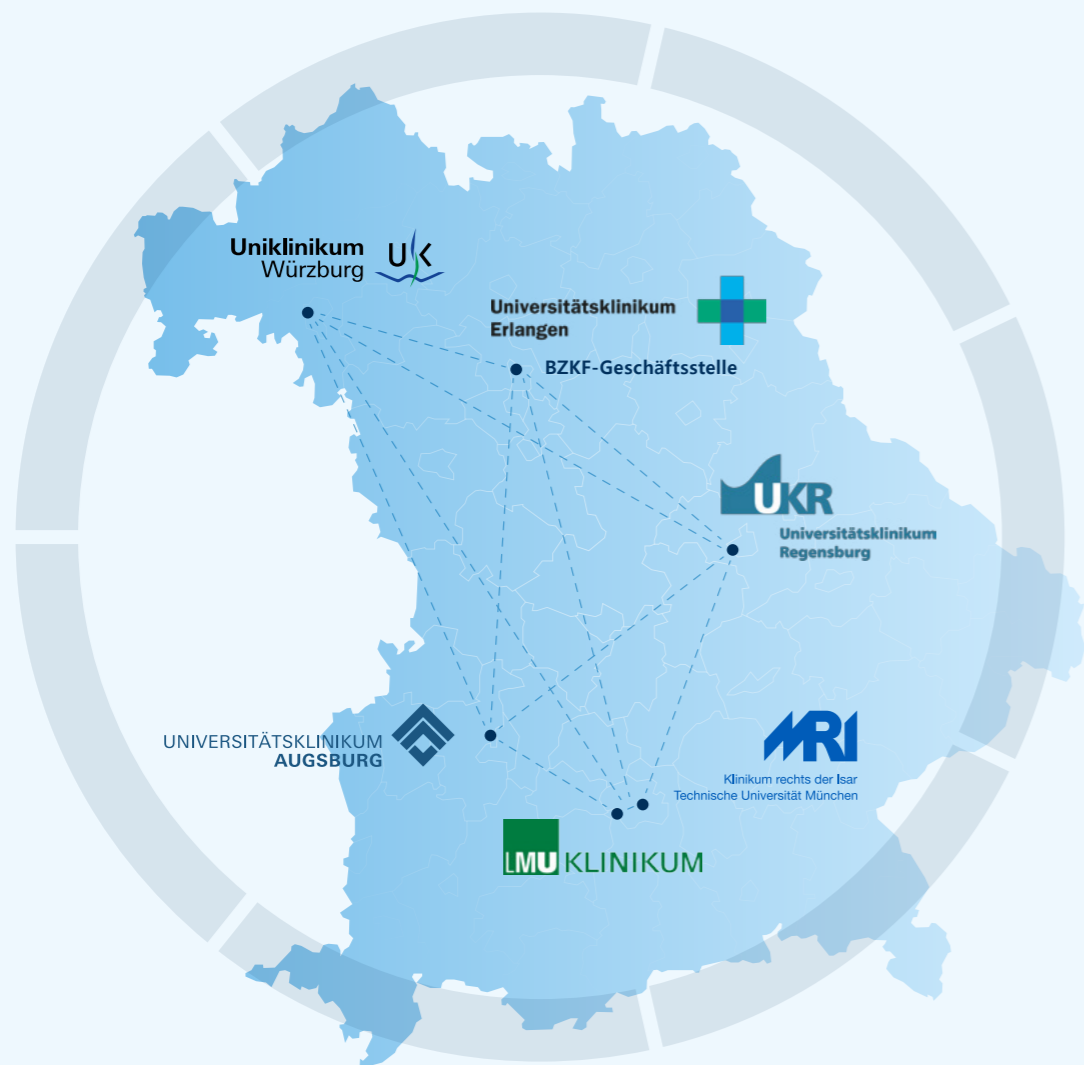 Uniklinikum
Würzburg
UK
Universitätsklinikum
Erlangen
BZKF-Geschäftsstelle
UKR
Universitätsklinikum
Regensburg
UNIVERSITÄTSKLINIKUM
AUGSBURG
MRI
Klinikum rechts der Isar
Technische Universität München
LMU KLINIKUM